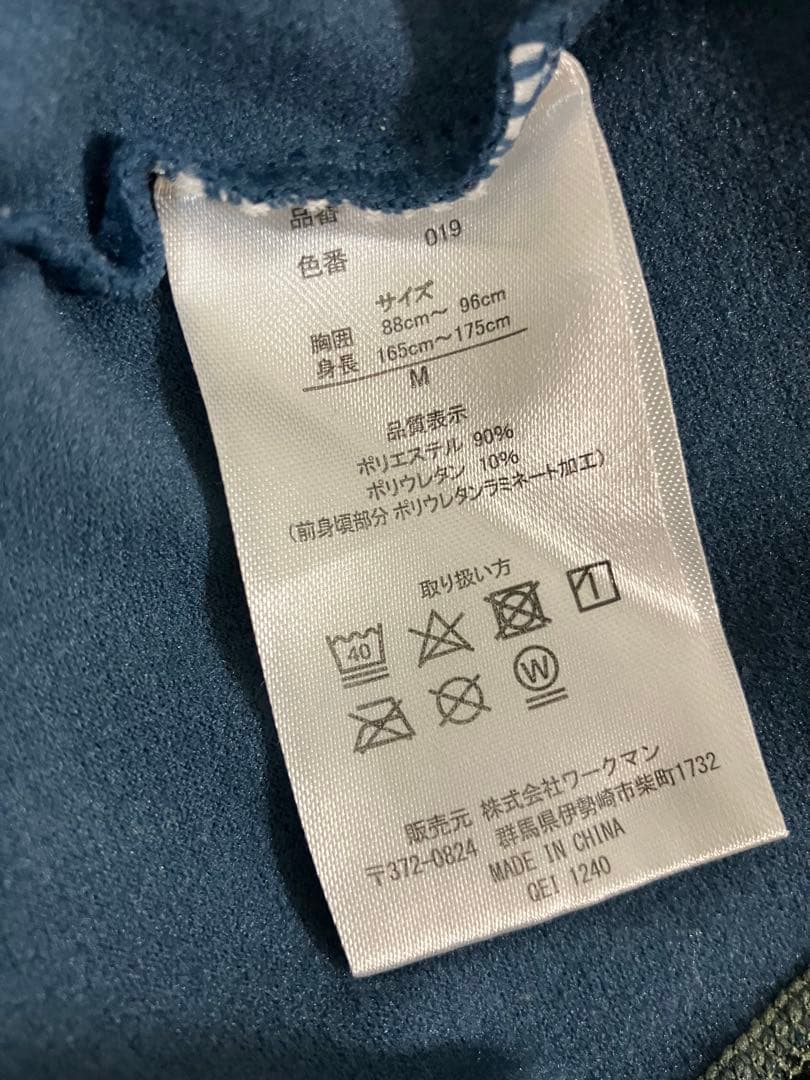 品番
色番 019
サイズ
胸囲 88cm～ 96cm
身長 165cm～175cm
M
品質表示
ポリエステル 90%
ポリウレタン 10%
（前身頃部分 ポリウレタンラミネート加工）
取り扱い方
40
1
W
販売元 株式会社ワークマン
〒372-0824 群馬県伊勢崎市柴町1732
MADE IN CHINA
QEI 1240